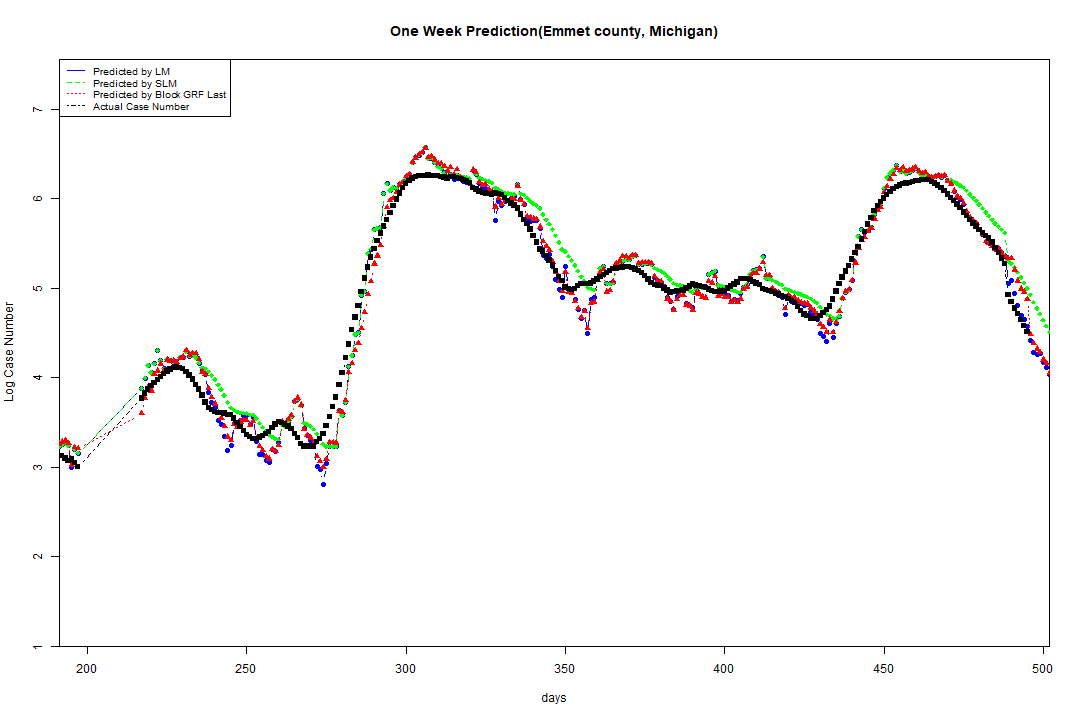 One Week Prediction(Emmet county, Michigan)
Predicted by LM
Predicted by SLM
Predicted by Block GRF Last
Actual Case Number
Log Case Number
7
6
5
4
3
2
1
200 250 300 350 400 450 500
days